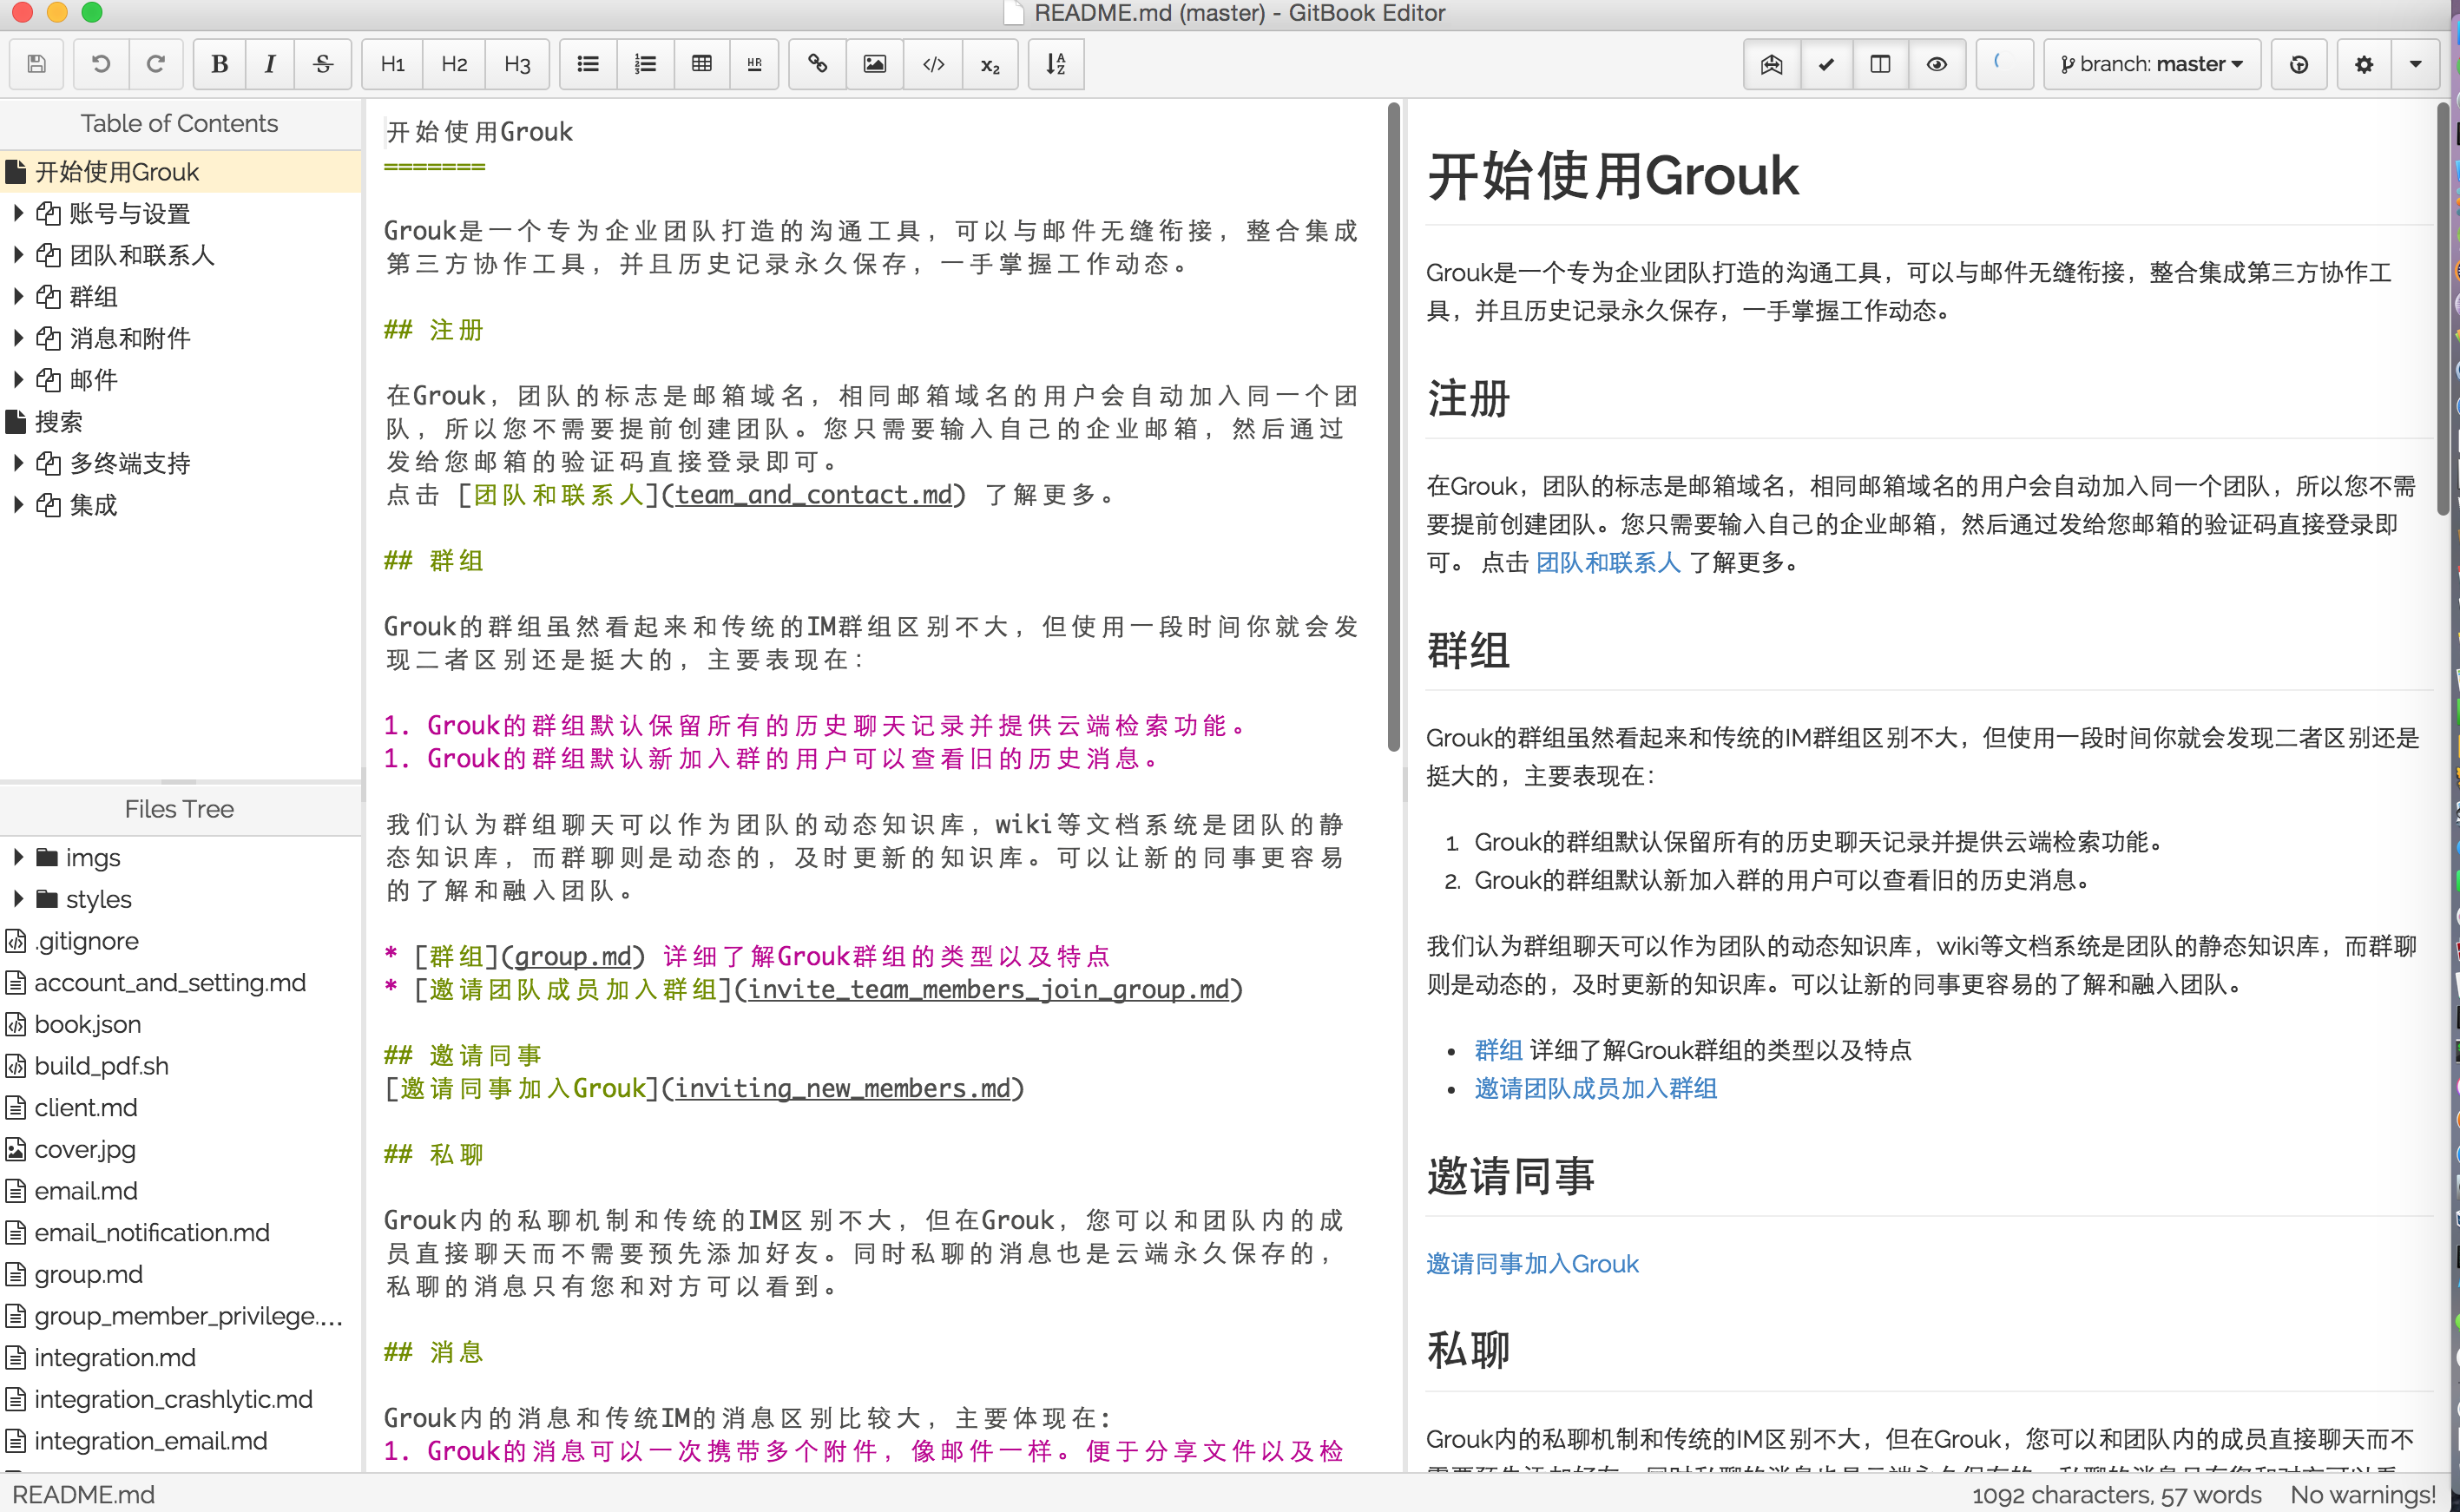 README.md (master) - GitBook Editor
B I S H1 H2 H3 HR </> x₂ A Z branch: master
Table of Contents
开始使用Grouk
账号与设置
团队和联系人
群组
消息和附件
邮件
搜索
多终端支持
集成
Files Tree
imgs
styles
.gitignore
account_and_setting.md
book.json
build_pdf.sh
client.md
cover.jpg
email.md
email_notification.md
group.md
group_member_privilege....
integration.md
integration_crashlytic.md
integration_email.md
开始使用Grouk
=======
Grouk是一个专为企业团队打造的沟通工具，可以与邮件无缝衔接，整合集成
第三方协作工具，并且历史记录永久保存，一手掌握工作动态。
## 注册
在Grouk，团队的标志是邮箱域名，相同邮箱域名的用户会自动加入同一个团
队，所以您不需要提前创建团队。您只需要输入自己的企业邮箱，然后通过
发给您邮箱的验证码直接登录即可。
点击 [团队和联系人](team_and_contact.md) 了解更多。
## 群组
Grouk的群组虽然看起来和传统的IM群组区别不大，但使用一段时间你就会发
现二者区别还是挺大的，主要表现在：
1. Grouk的群组默认保留所有的历史聊天记录并提供云端检索功能。
1. Grouk的群组默认新加入群的用户可以查看旧的历史消息。
我们认为群组聊天可以作为团队的动态知识库，wiki等文档系统是团队的静
态知识库，而群聊则是动态的，及时更新的知识库。可以让新的同事更容易
的了解和融入团队。
* [群组](group.md) 详细了解Grouk群组的类型以及特点
* [邀请团队成员加入群组](invite_team_members_join_group.md)
## 邀请同事
[邀请同事加入Grouk](inviting_new_members.md)
## 私聊
Grouk内的私聊机制和传统的IM区别不大，但在Grouk，您可以和团队内的成
员直接聊天而不需要预先添加好友。同时私聊的消息也是云端永久保存的，
私聊的消息只有您和对方可以看到。
## 消息
Grouk内的消息和传统IM的消息区别比较大，主要体现在：
1. Grouk的消息可以一次携带多个附件，像邮件一样。便于分享文件以及检
开始使用Grouk
Grouk是一个专为企业团队打造的沟通工具，可以与邮件无缝衔接，整合集成第三方协作工
具，并且历史记录永久保存，一手掌握工作动态。
注册
在Grouk，团队的标志是邮箱域名，相同邮箱域名的用户会自动加入同一个团队，所以您不需
要提前创建团队。您只需要输入自己的企业邮箱，然后通过发给您邮箱的验证码直接登录即
可。 点击 团队和联系人 了解更多。
群组
Grouk的群组虽然看起来和传统的IM群组区别不大，但使用一段时间你就会发现二者区别还是
挺大的，主要表现在：
1. Grouk的群组默认保留所有的历史聊天记录并提供云端检索功能。
2. Grouk的群组默认新加入群的用户可以查看旧的历史消息。
我们认为群组聊天可以作为团队的动态知识库，wiki等文档系统是团队的静态知识库，而群聊
则是动态的，及时更新的知识库。可以让新的同事更容易的了解和融入团队。
• 群组 详细了解Grouk群组的类型以及特点
• 邀请团队成员加入群组
邀请同事
邀请同事加入Grouk
私聊
Grouk内的私聊机制和传统的IM区别不大，但在Grouk，您可以和团队内的成员直接聊天而不
需要预先添加好友。同时私聊的消息也是云端永久保存的，私聊的消息只有您和对方可以看
README.md
1092 characters, 57 words No warnings!